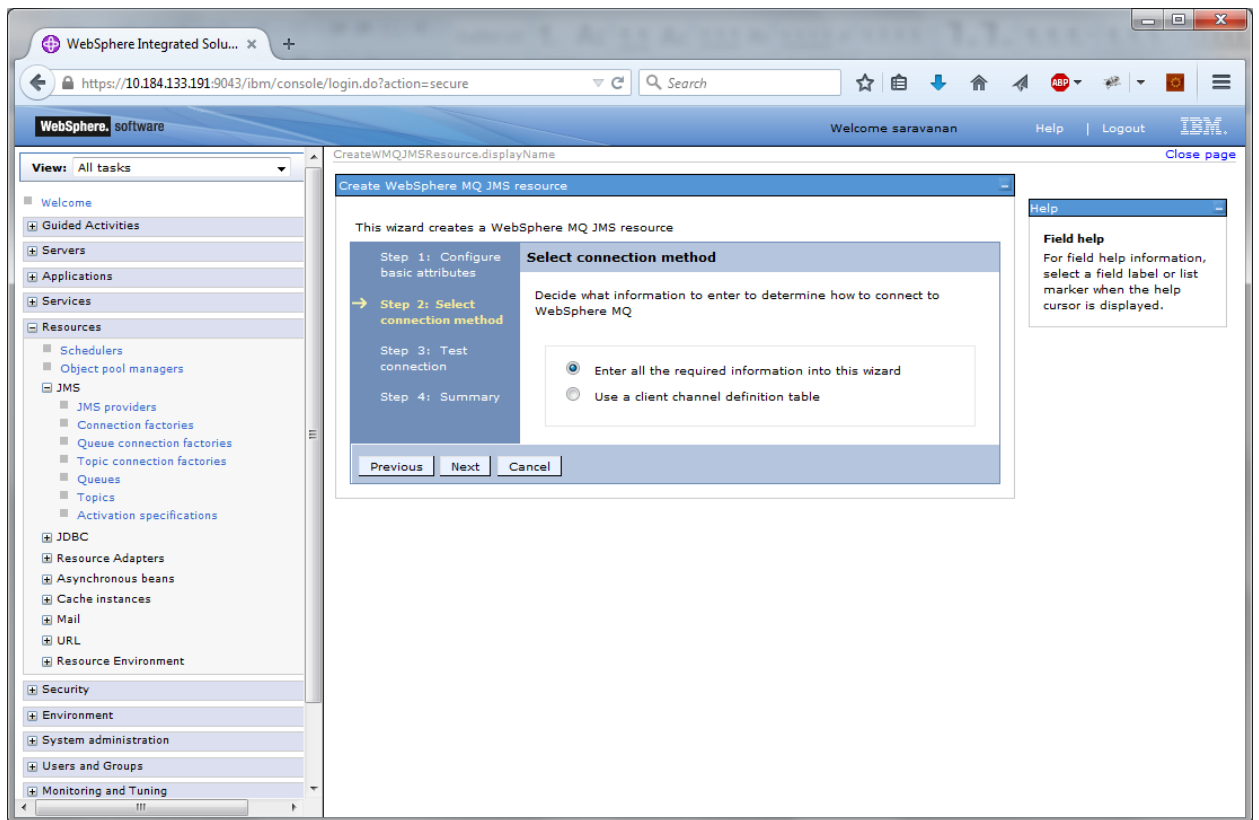 WebSphere Integrated Solu...
https://10.184.133.191:9043/ibm/console/login.do?action=secure
Search
ABP
WebSphere. software
Welcome saravanan
Help | Logout
IBM.
View: All tasks
Welcome
Guided Activities
Servers
Applications
Services
Resources
Schedulers
Object pool managers
JMS
JMS providers
Connection factories
Queue connection factories
Topic connection factories
Queues
Topics
Activation specifications
JDBC
Resource Adapters
Asynchronous beans
Cache instances
Mail
URL
Resource Environment
Security
Environment
System administration
Users and Groups
Monitoring and Tuning
CreateWMQJMSResource.displayName
Close page
Create WebSphere MQ JMS resource
This wizard creates a WebSphere MQ JMS resource
Step 1: Configure
basic attributes
Step 2: Select
connection method
Step 3: Test
connection
Step 4: Summary
Select connection method
Decide what information to enter to determine how to connect to
WebSphere MQ
Enter all the required information into this wizard
Use a client channel definition table
Previous Next Cancel
Help
Field help
For field help information,
select a field label or list
marker when the help
cursor is displayed.